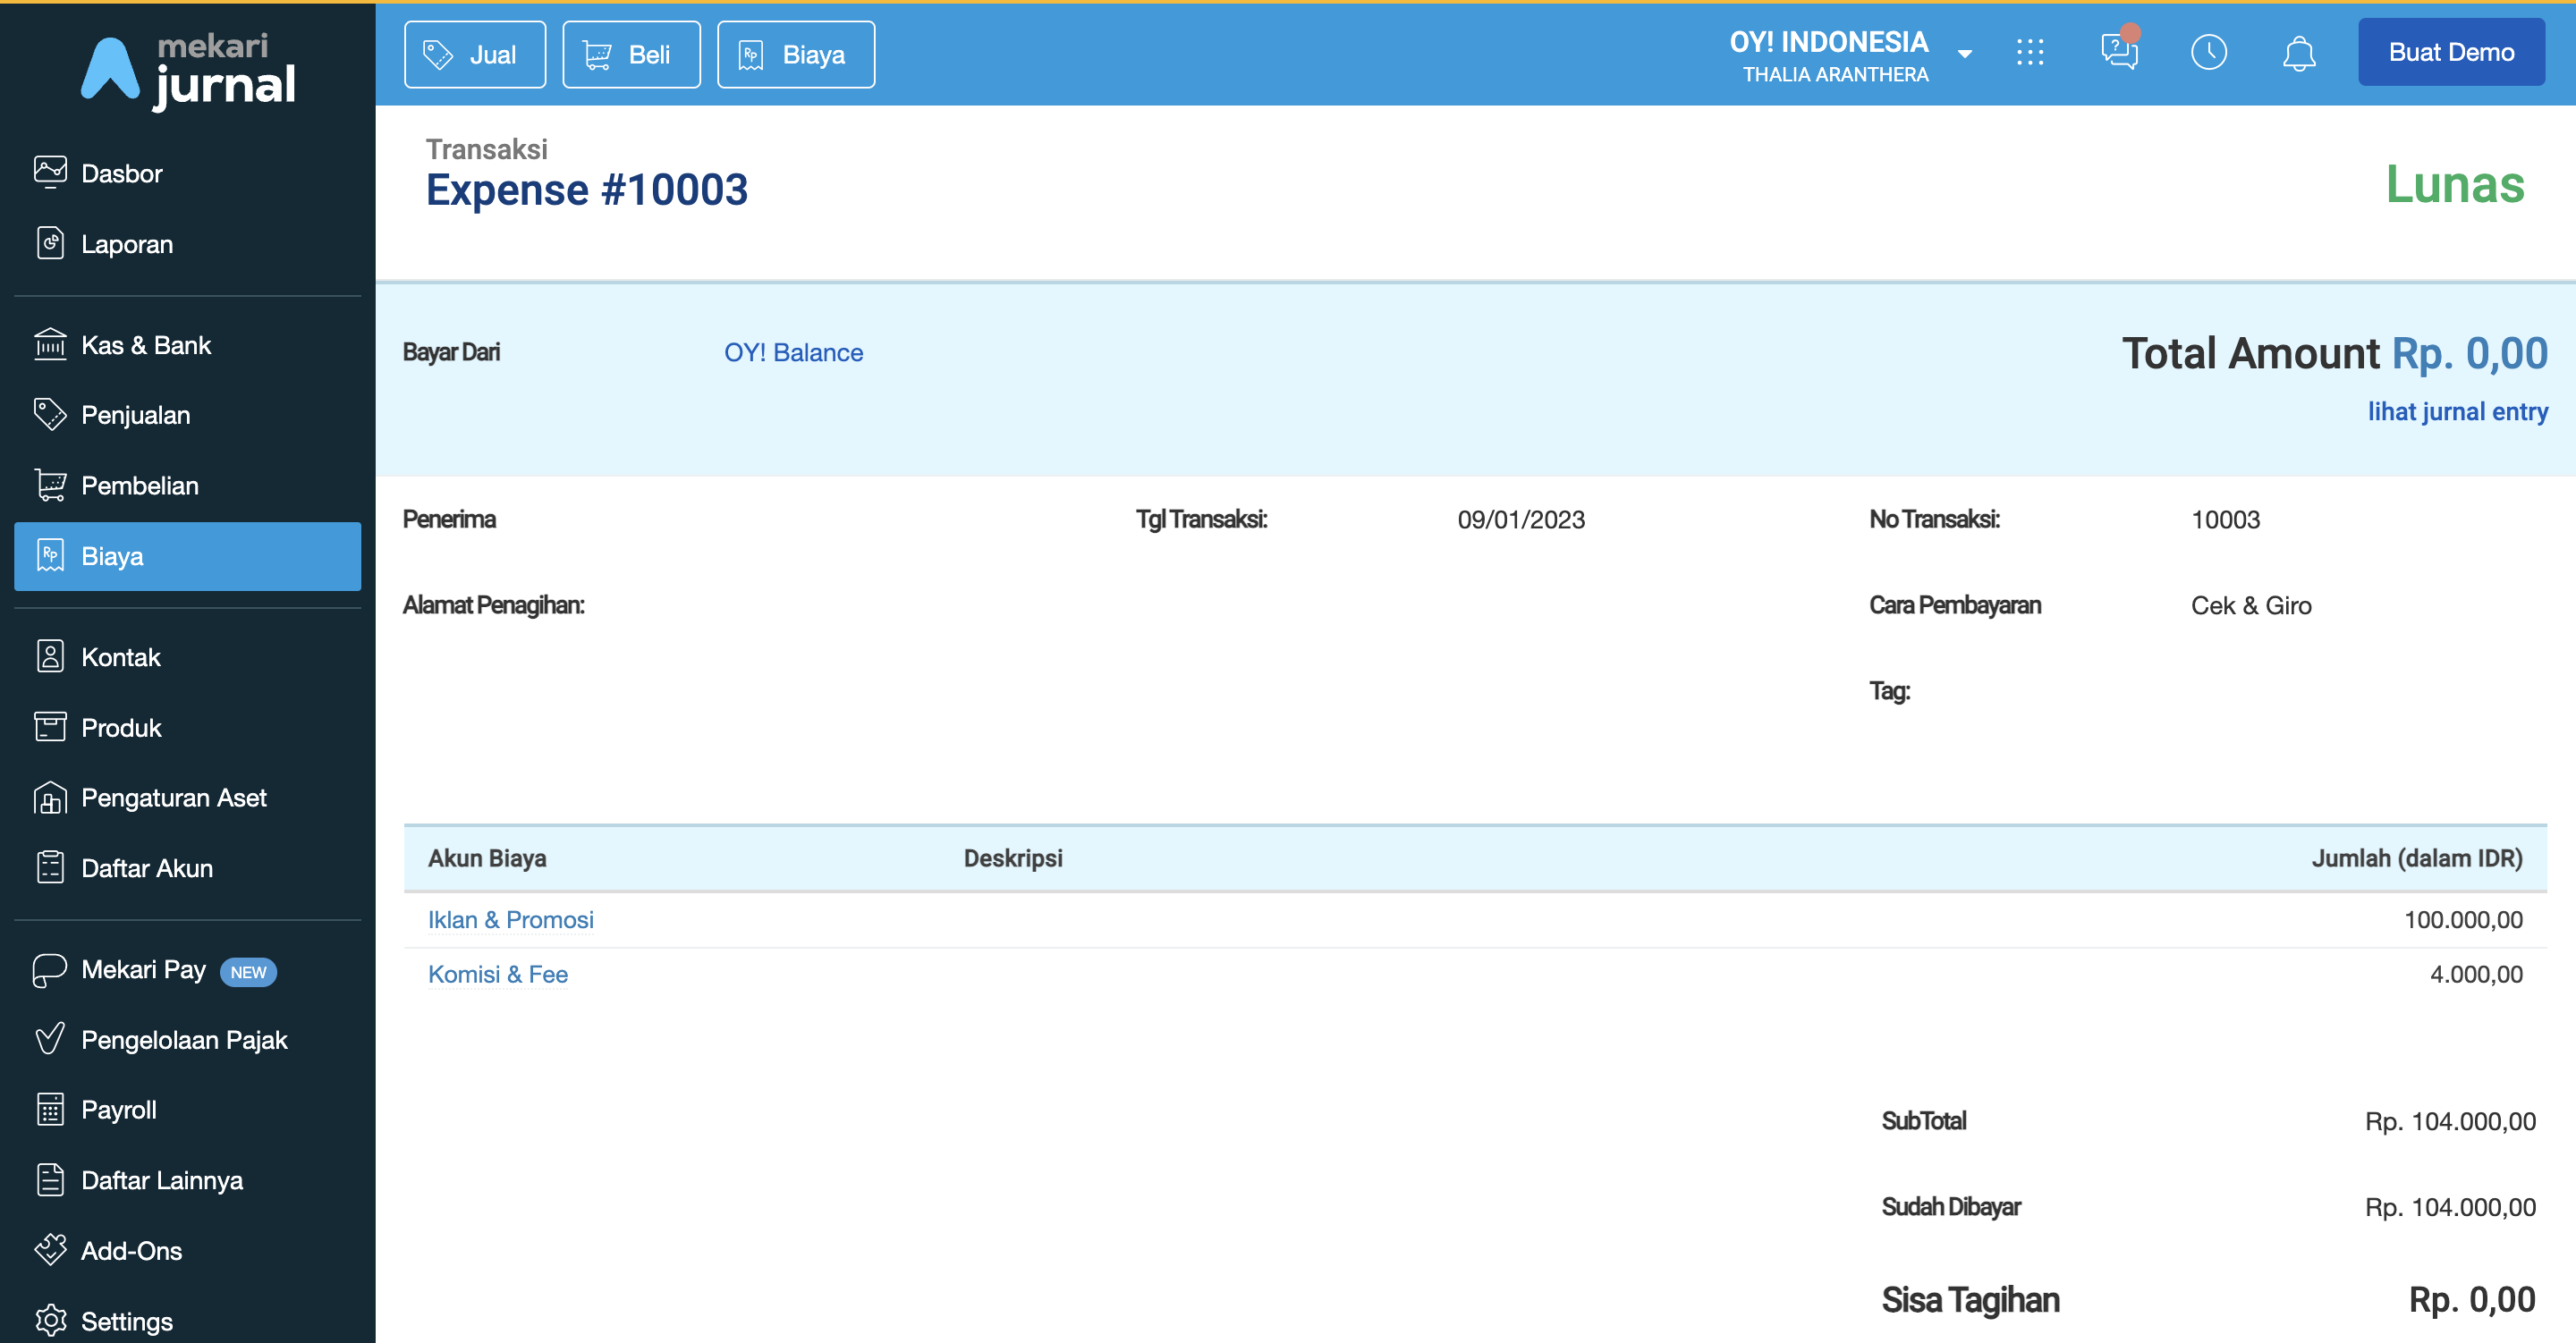 mekari
jurnal
Jual
Beli
Biaya
OY! INDONESIA
THALIA ARANTHERA
Buat Demo
Dasbor
Laporan
Kas & Bank
Penjualan
Pembelian
Biaya
Kontak
Produk
Pengaturan Aset
Daftar Akun
Mekari Pay NEW
Pengelolaan Pajak
Payroll
Daftar Lainnya
Add-Ons
Settings
Transaksi
Expense #10003
Lunas
Bayar Dari OY! Balance
Total Amount Rp. 0,00
lihat jurnal entry
Penerima
Tgl Transaksi: 09/01/2023
No Transaksi: 10003
Alamat Penagihan:
Cara Pembayaran Cek & Giro
Tag:
Akun Biaya Deskripsi Jumlah (dalam IDR)
Iklan & Promosi 100.000,00
Komisi & Fee 4.000,00
SubTotal Rp. 104.000,00
Sudah Dibayar Rp. 104.000,00
Sisa Tagihan Rp. 0,00